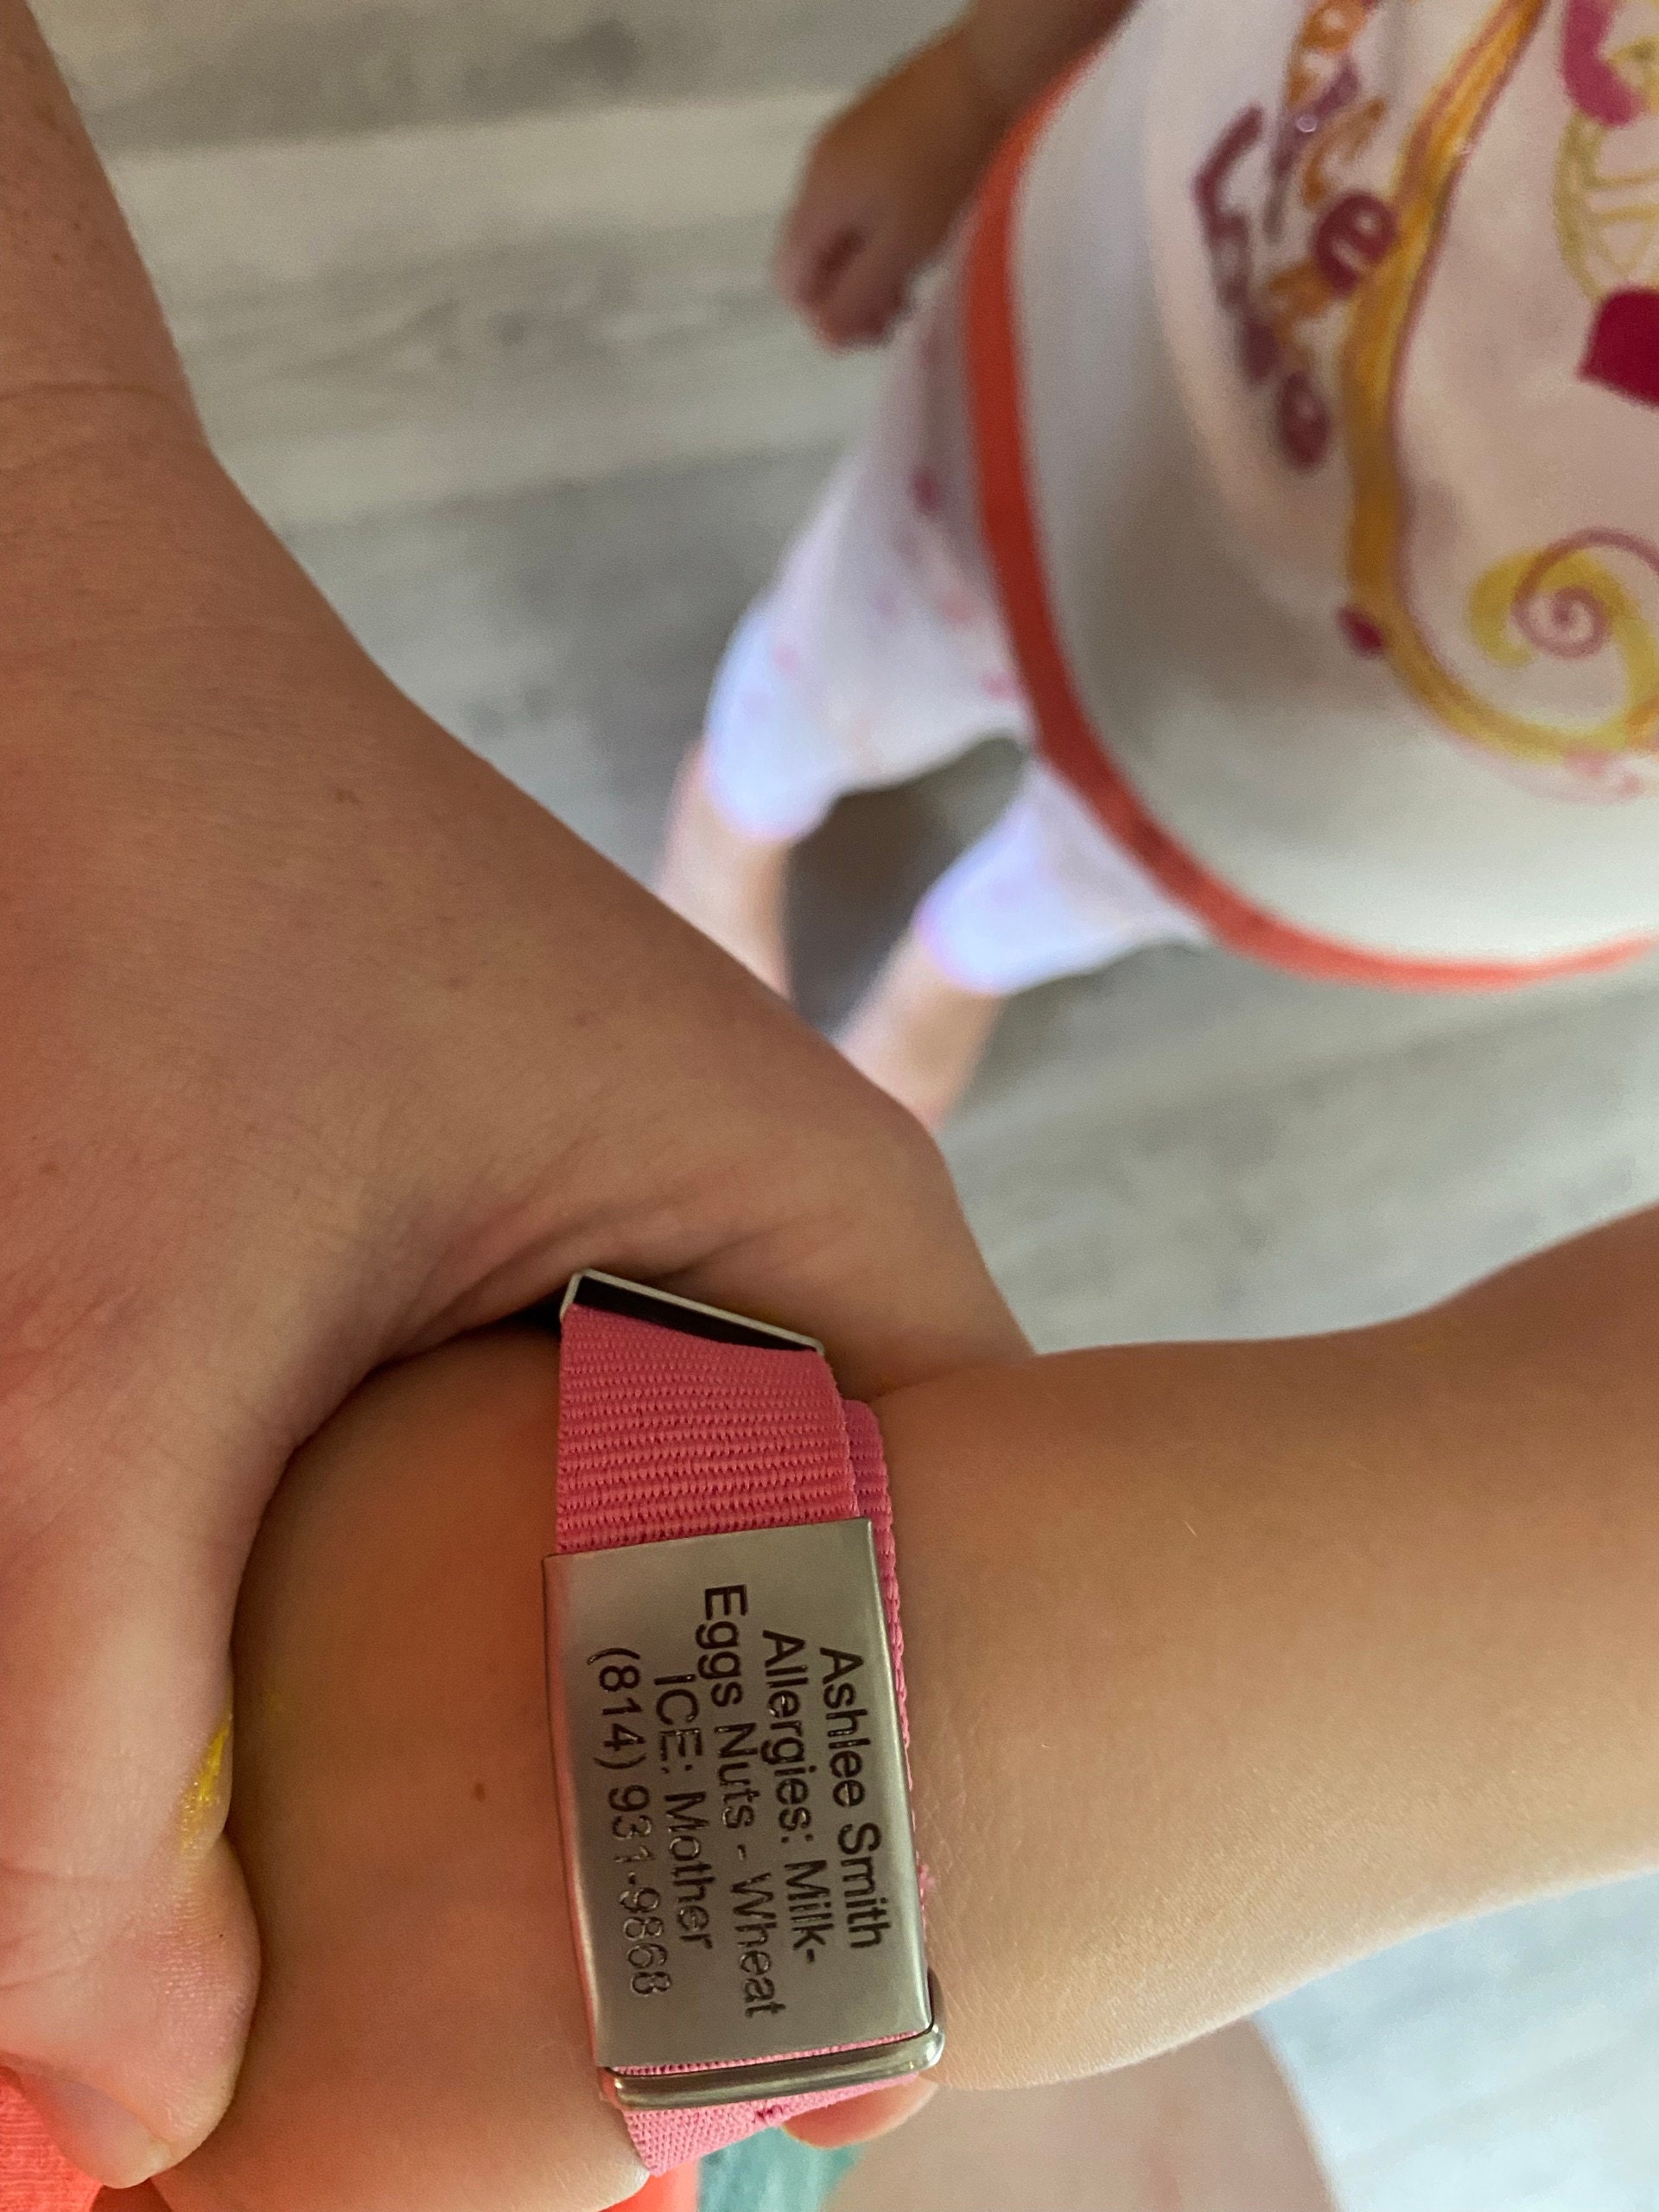 Ashlee Smith
Allergies: Milk-
Eggs Nuts - Wheat
ICE: Mother
(814) 931-9868